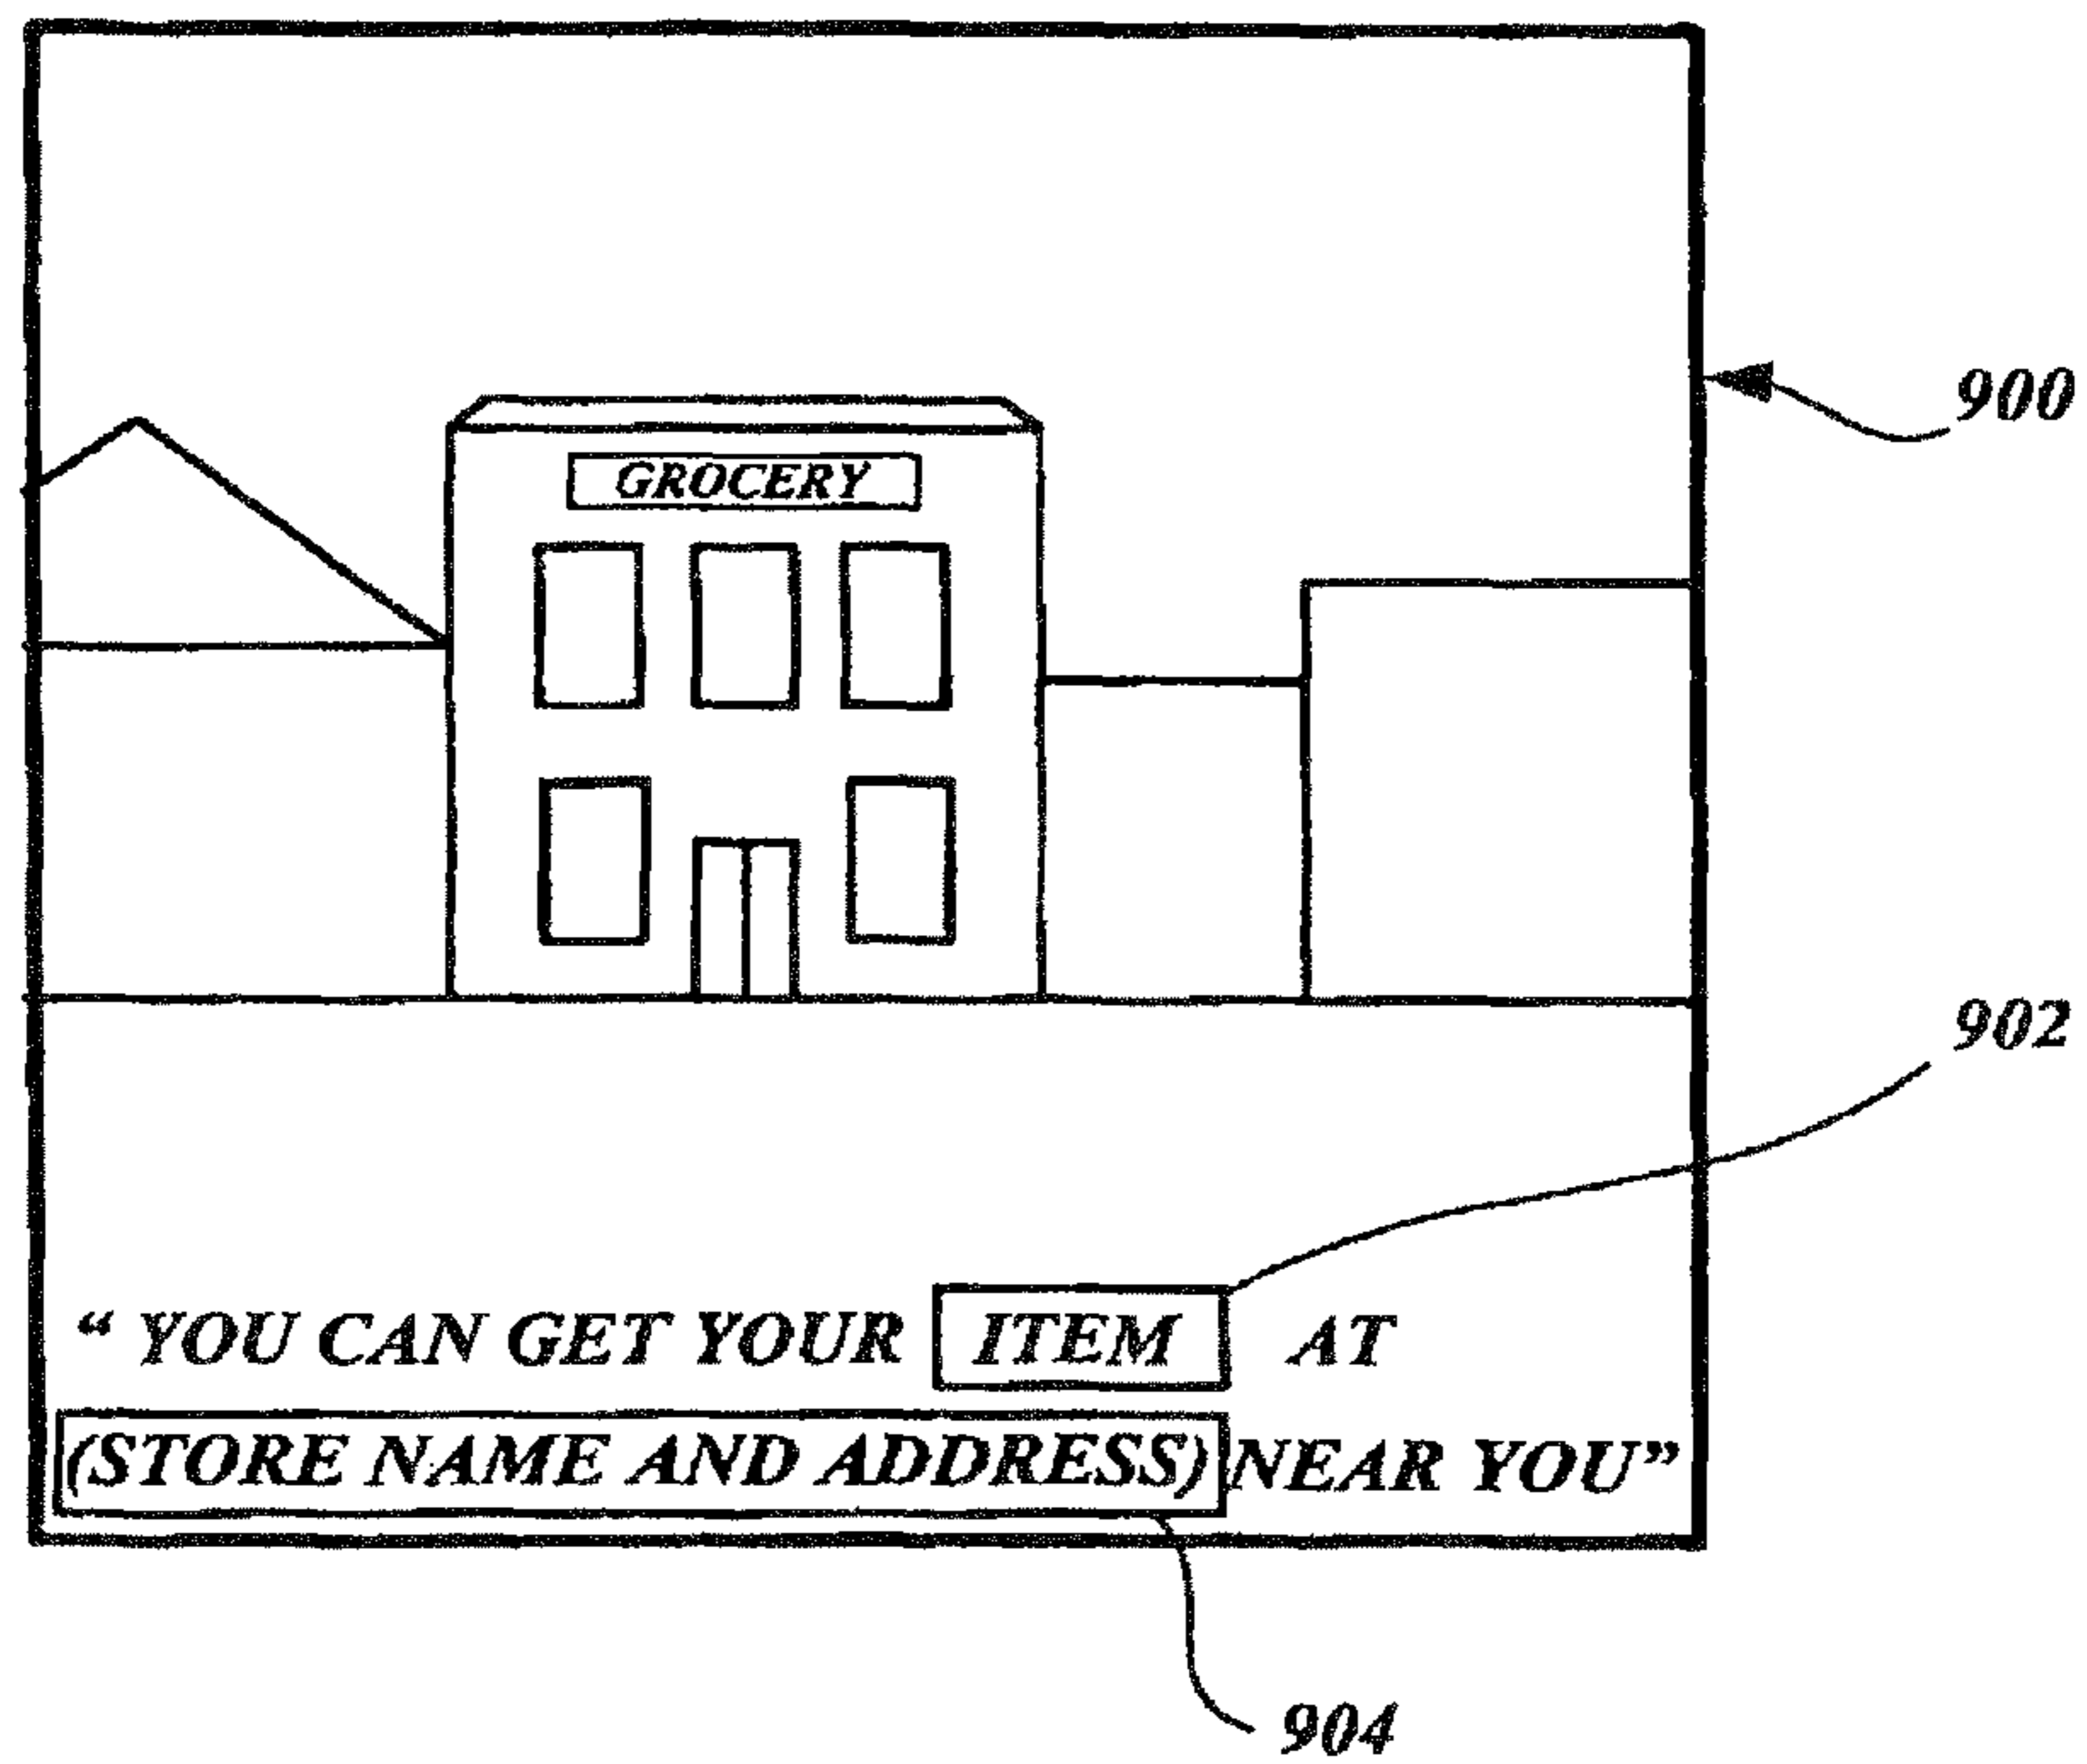 GROCERY
900
902
“ YOU CAN GET YOUR ITEM AT
(STORE NAME AND ADDRESS) NEAR YOU”
904